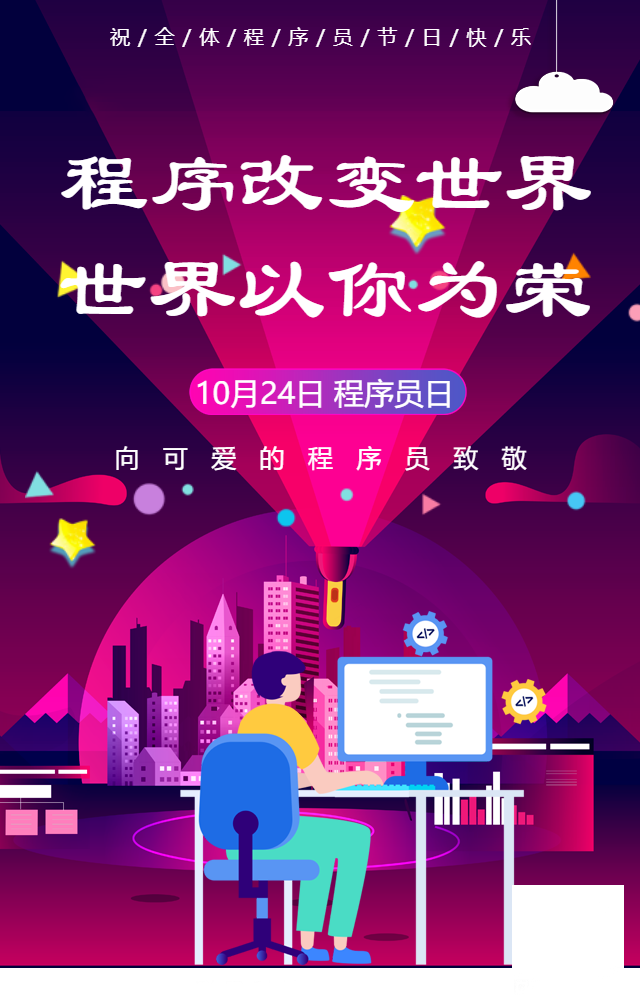 祝/全/体/程/序/员/节/日/快/乐
程序改变世界
世界以你为荣
10月24日 程序员日
向可爱的程序员致敬
</>
</>